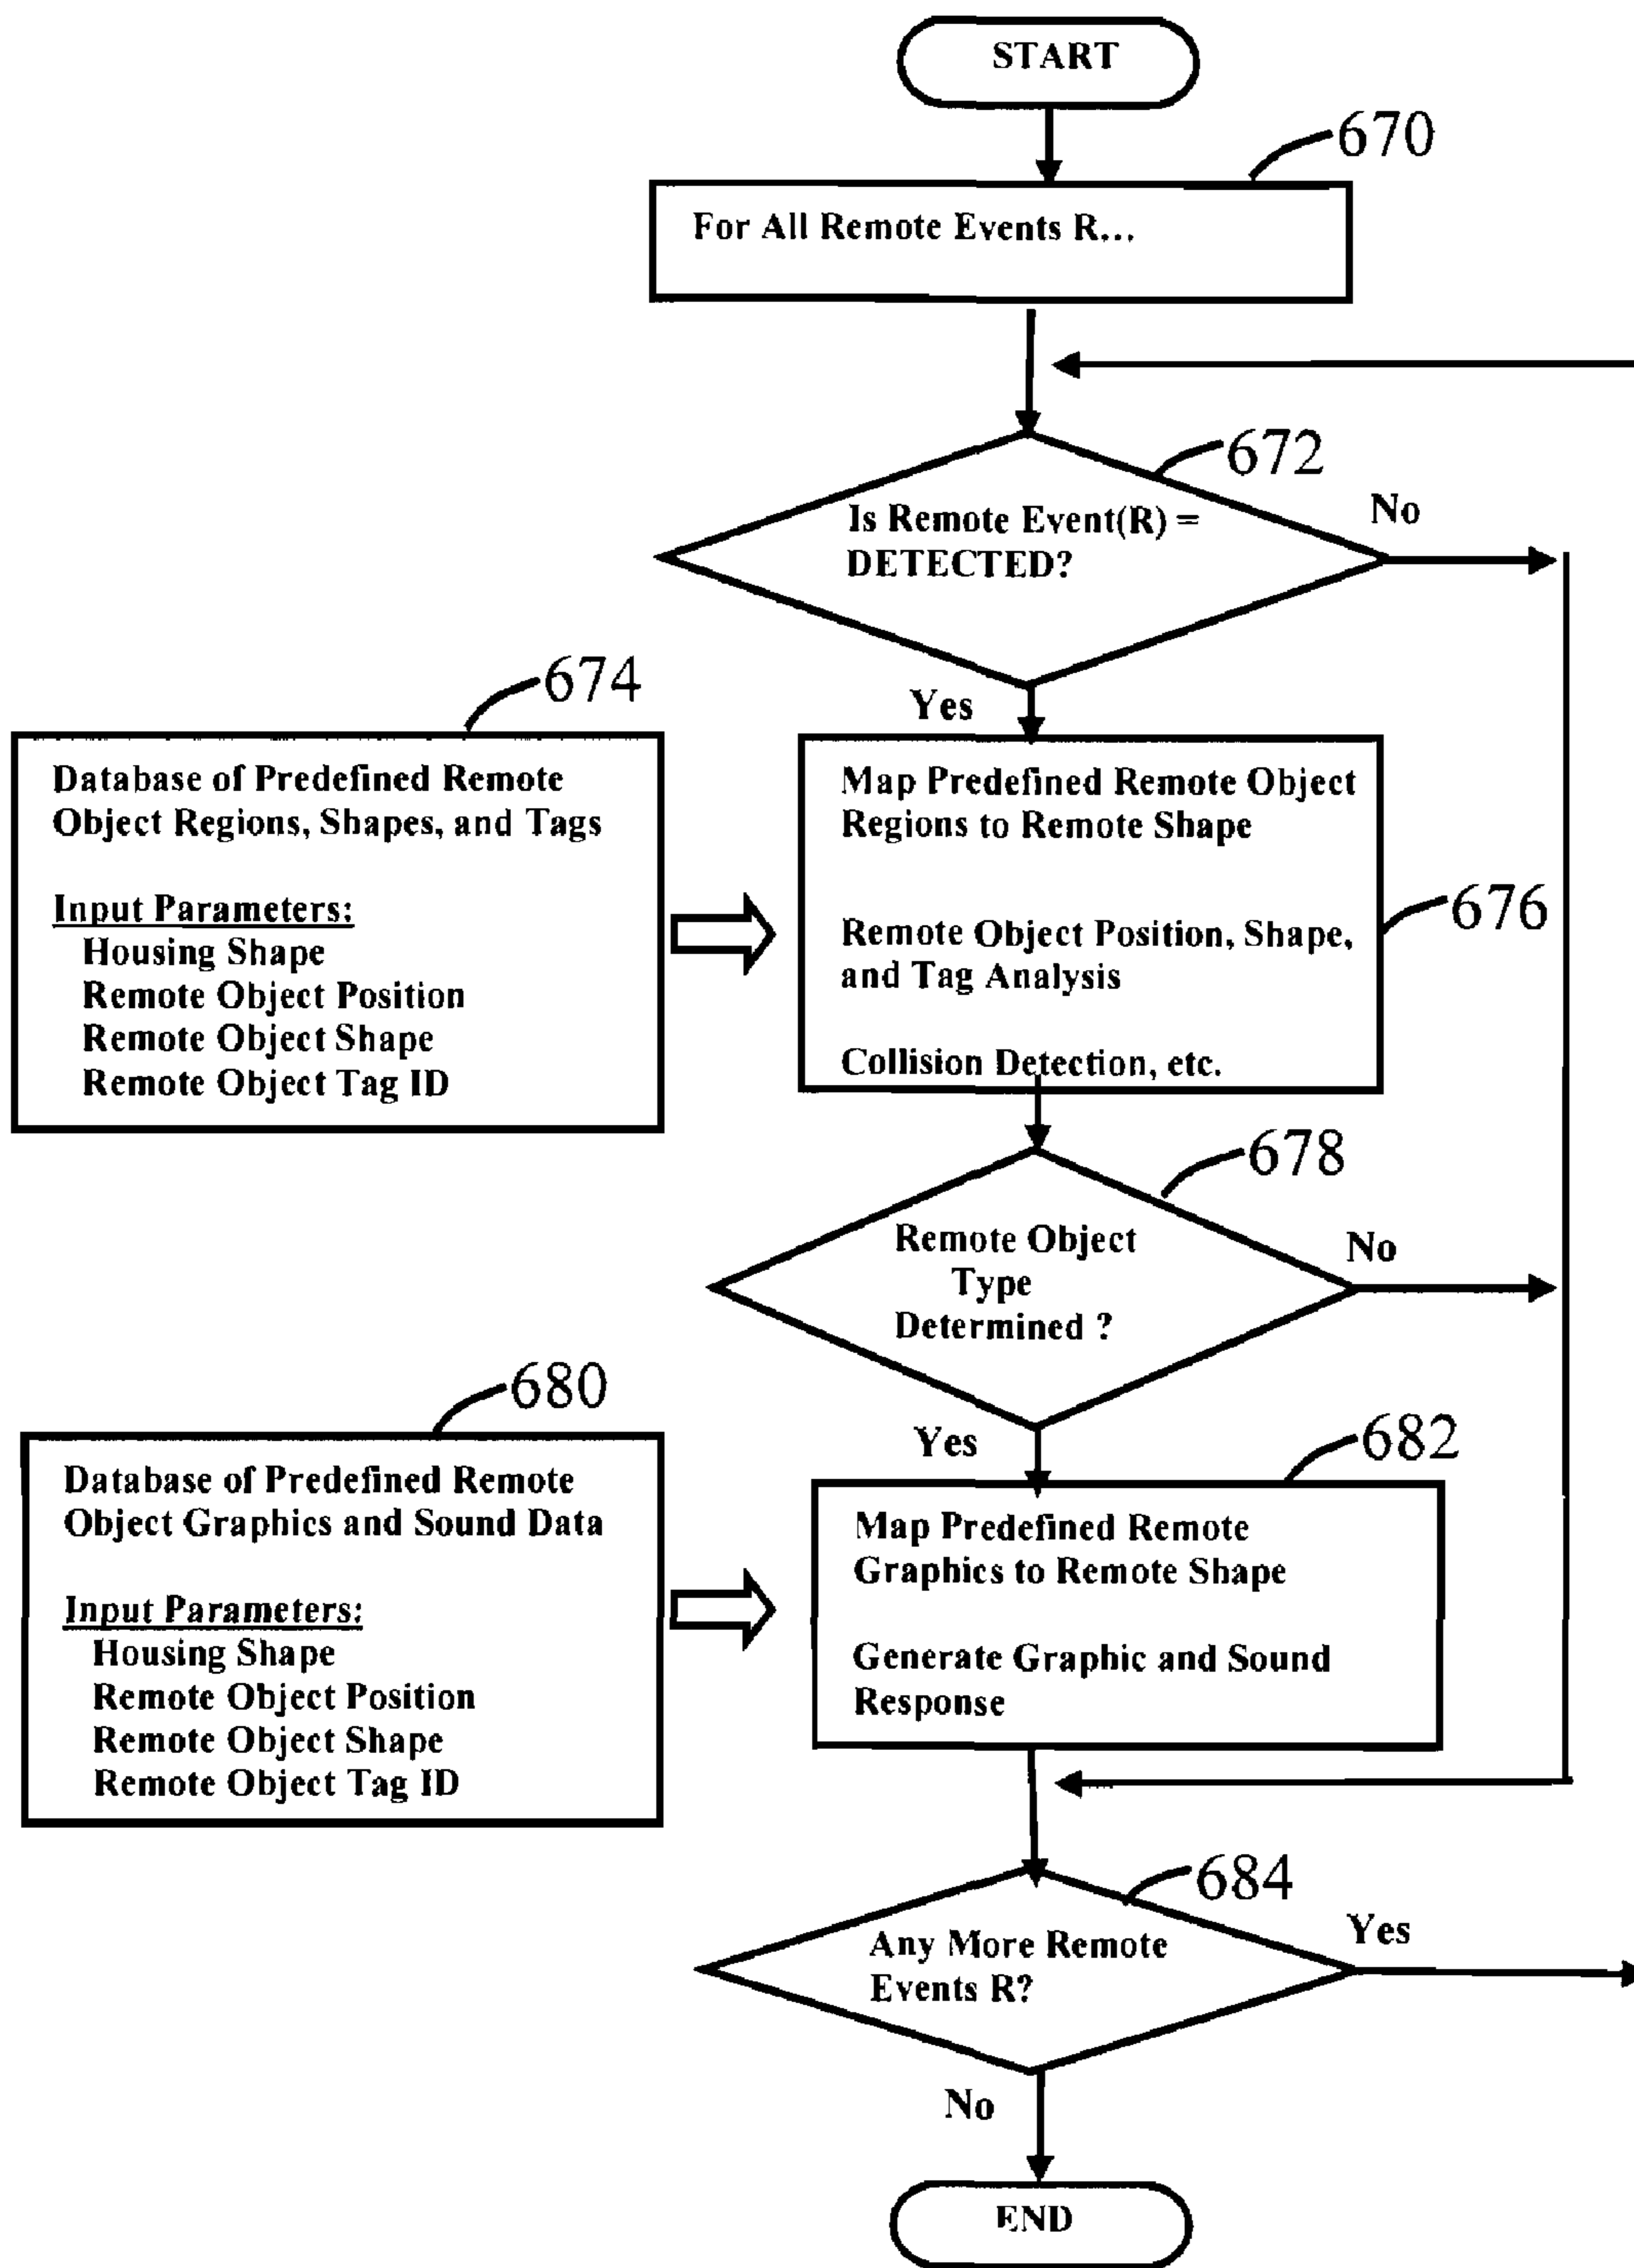 START
670
For All Remote Events R...
672
Is Remote Event(R) =
DETECTED?
No
Yes
674
Database of Predefined Remote
Object Regions, Shapes, and Tags
Input Parameters:
Housing Shape
Remote Object Position
Remote Object Shape
Remote Object Tag ID
Map Predefined Remote Object
Regions to Remote Shape
Remote Object Position, Shape,
and Tag Analysis
Collision Detection, etc.
676
678
Remote Object
Type
Determined ?
No
Yes
680
Database of Predefined Remote
Object Graphics and Sound Data
Input Parameters:
Housing Shape
Remote Object Position
Remote Object Shape
Remote Object Tag ID
682
Map Predefined Remote
Graphics to Remote Shape
Generate Graphic and Sound
Response
684
Any More Remote
Events R?
Yes
No
END